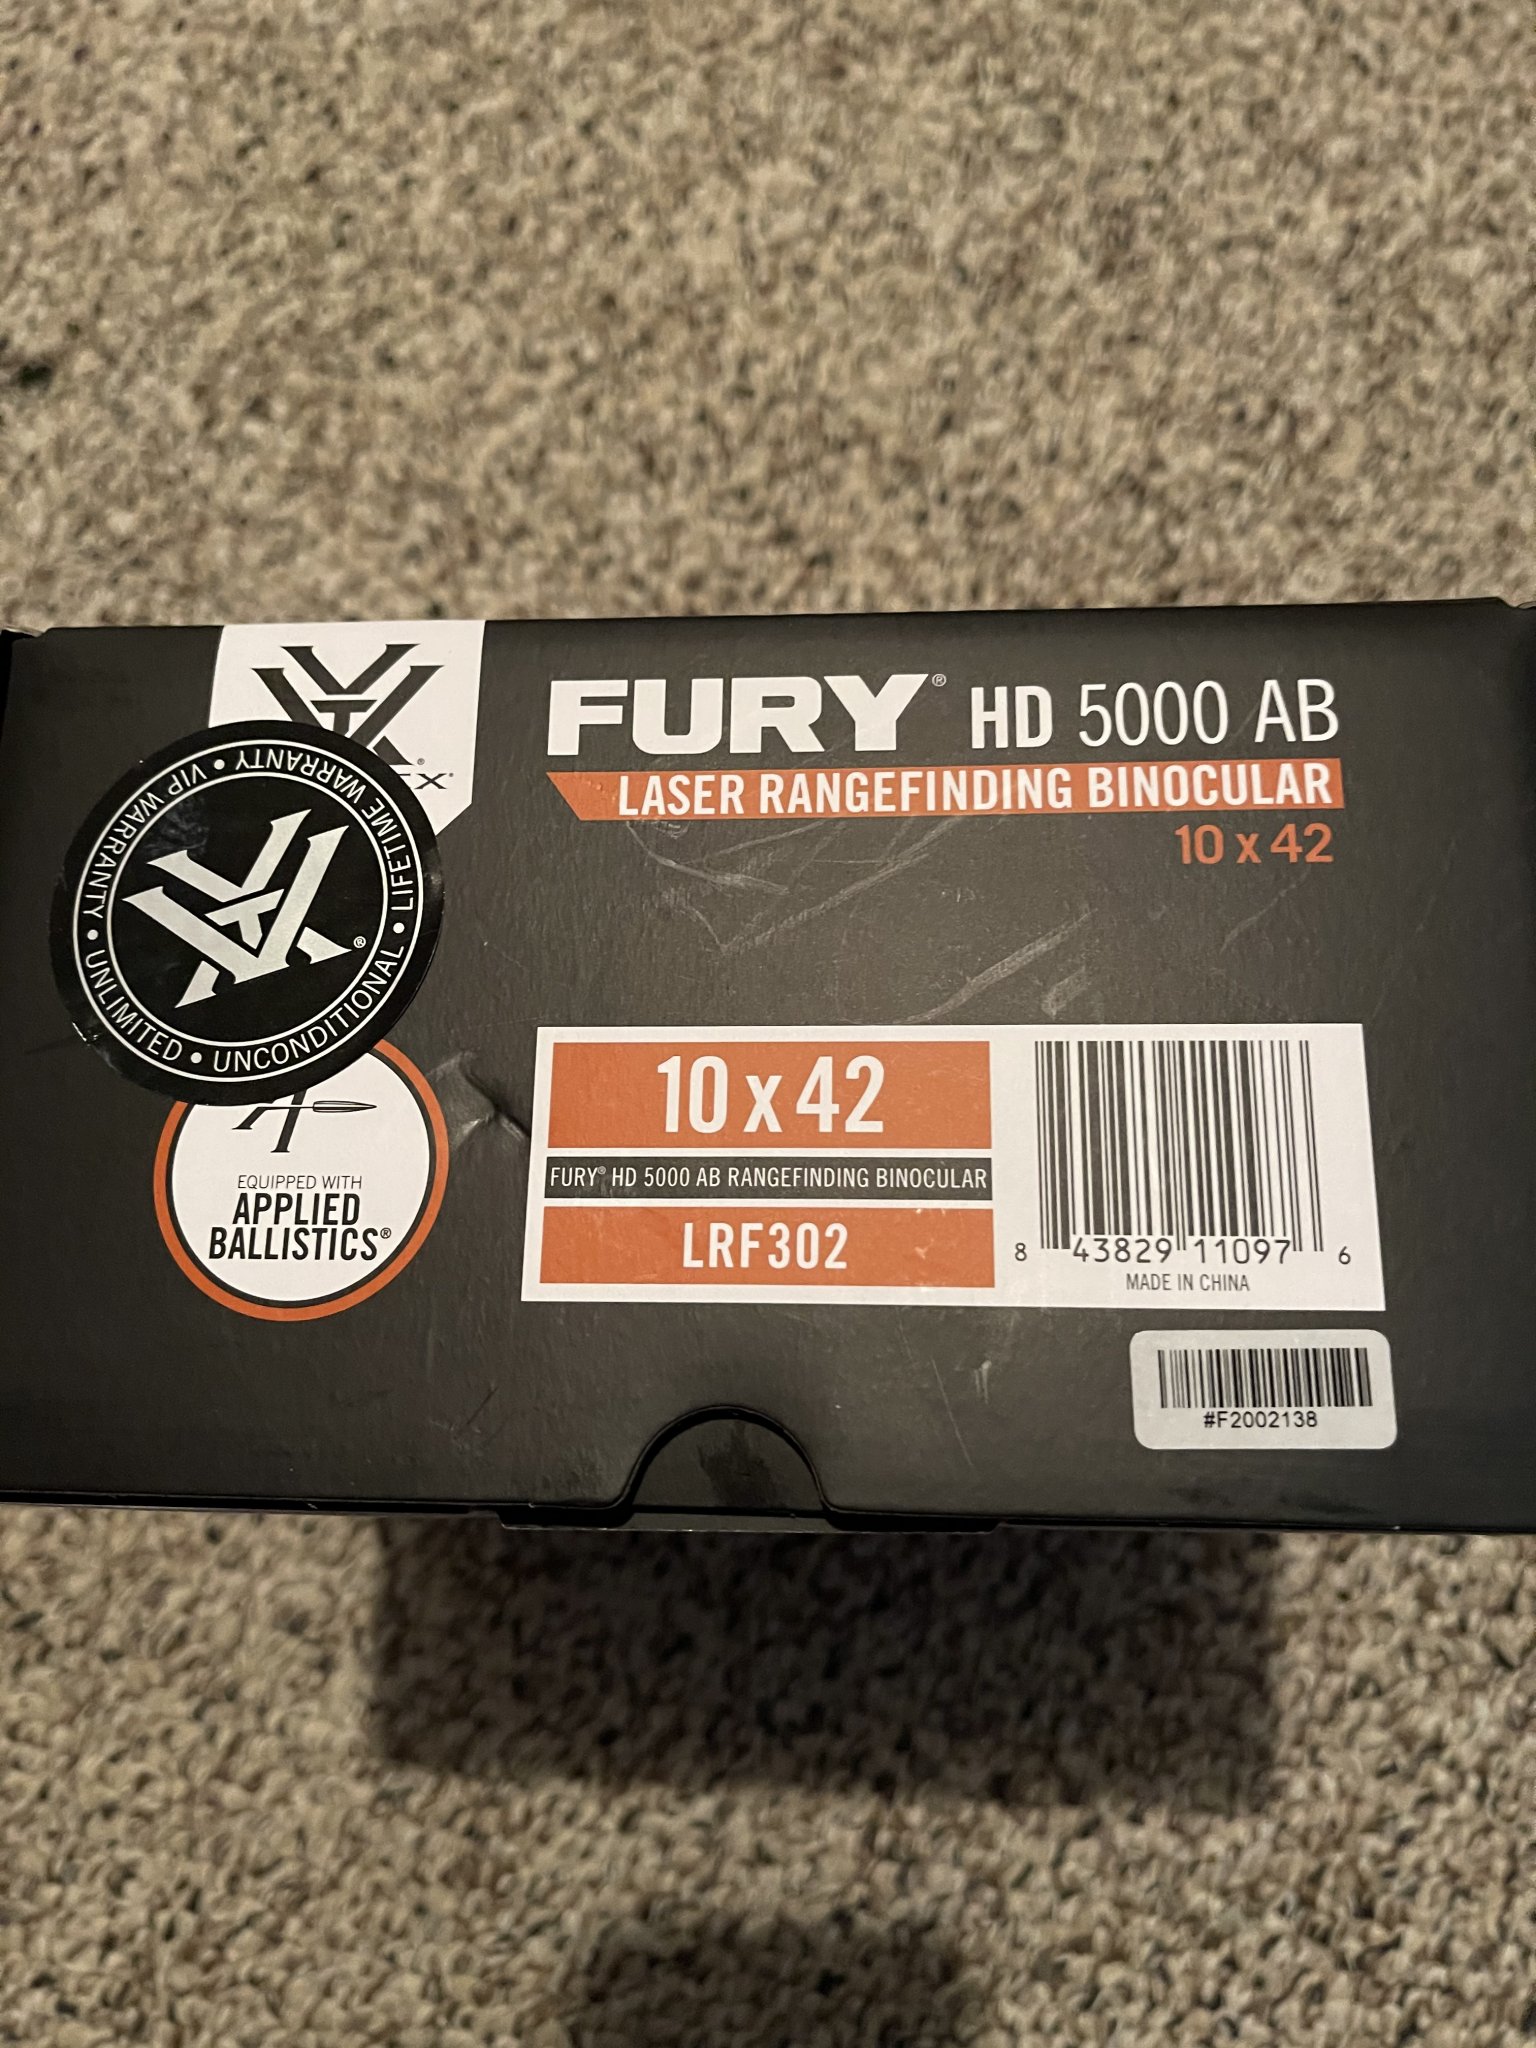 FURY® HD 5000 AB
LASER RANGEFINDING BINOCULAR
10 x 42
VIP WARRANTY • LIFETIME WARRANTY • UNCONDITIONAL • UNLIMITED •
EQUIPPED WITH
APPLIED
BALLISTICS®
10 x 42
FURY® HD 5000 AB RANGEFINDING BINOCULAR
LRF302
8 43829 11097 6
MADE IN CHINA
#F2002138